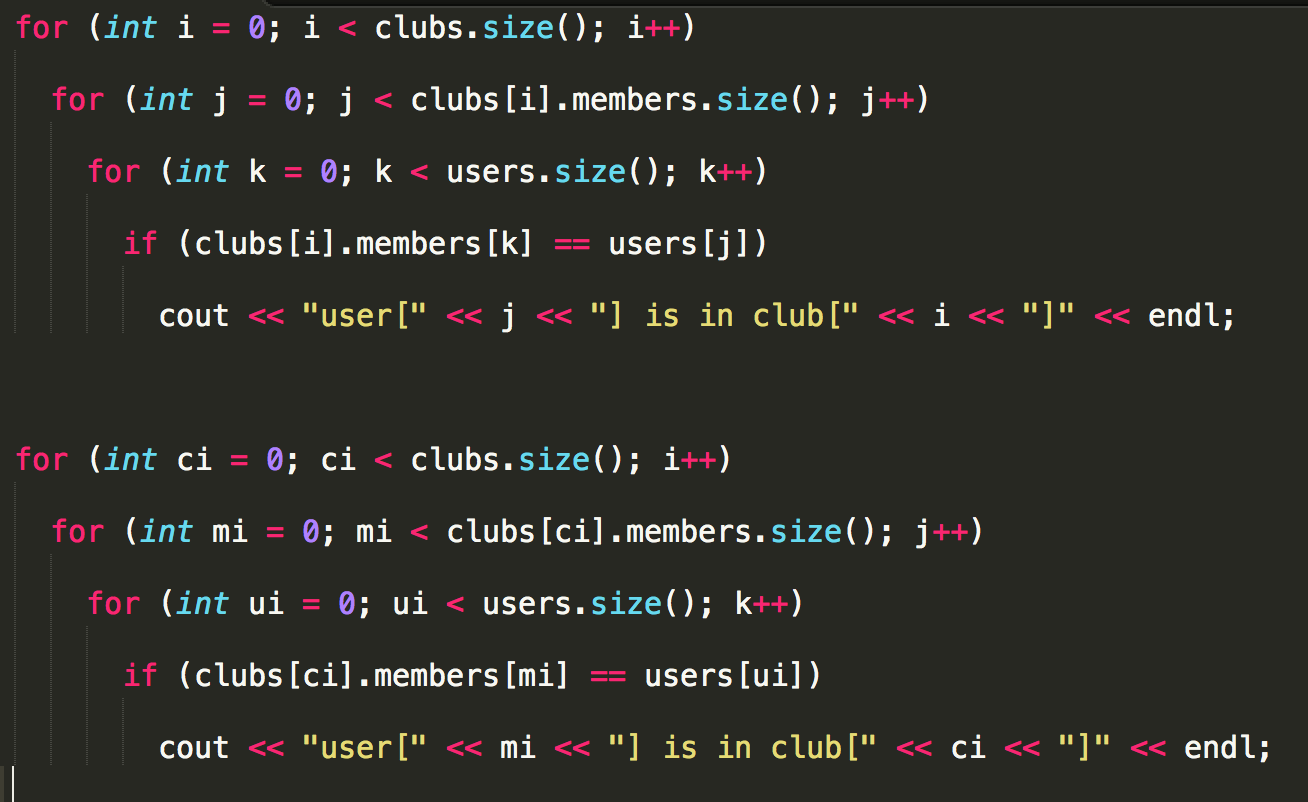 for (int i = 0; i < clubs.size(); i++)
for (int j = 0; j < clubs[i].members.size(); j++)
for (int k = 0; k < users.size(); k++)
if (clubs[i].members[k] == users[j])
cout << "user[" << j << "] is in club[" << i << "]" << endl;
for (int ci = 0; ci < clubs.size(); i++)
for (int mi = 0; mi < clubs[ci].members.size(); j++)
for (int ui = 0; ui < users.size(); k++)
if (clubs[ci].members[mi] == users[ui])
cout << "user[" << mi << "] is in club[" << ci << "]" << endl;